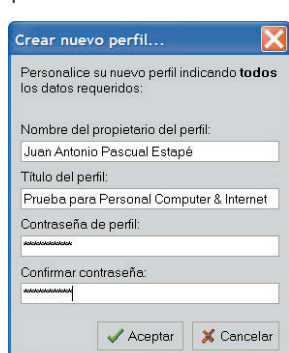 Crear nuevo perfil...
Personalice su nuevo perfil indicando todos
los datos requeridos:
Nombre del propietario del perfil:
Juan Antonio Pascual Estapé
Título del perfil:
Prueba para Personal Computer & Internet
Contraseña de perfil:
**********
Confirmar contraseña:
**********
Aceptar
Cancelar